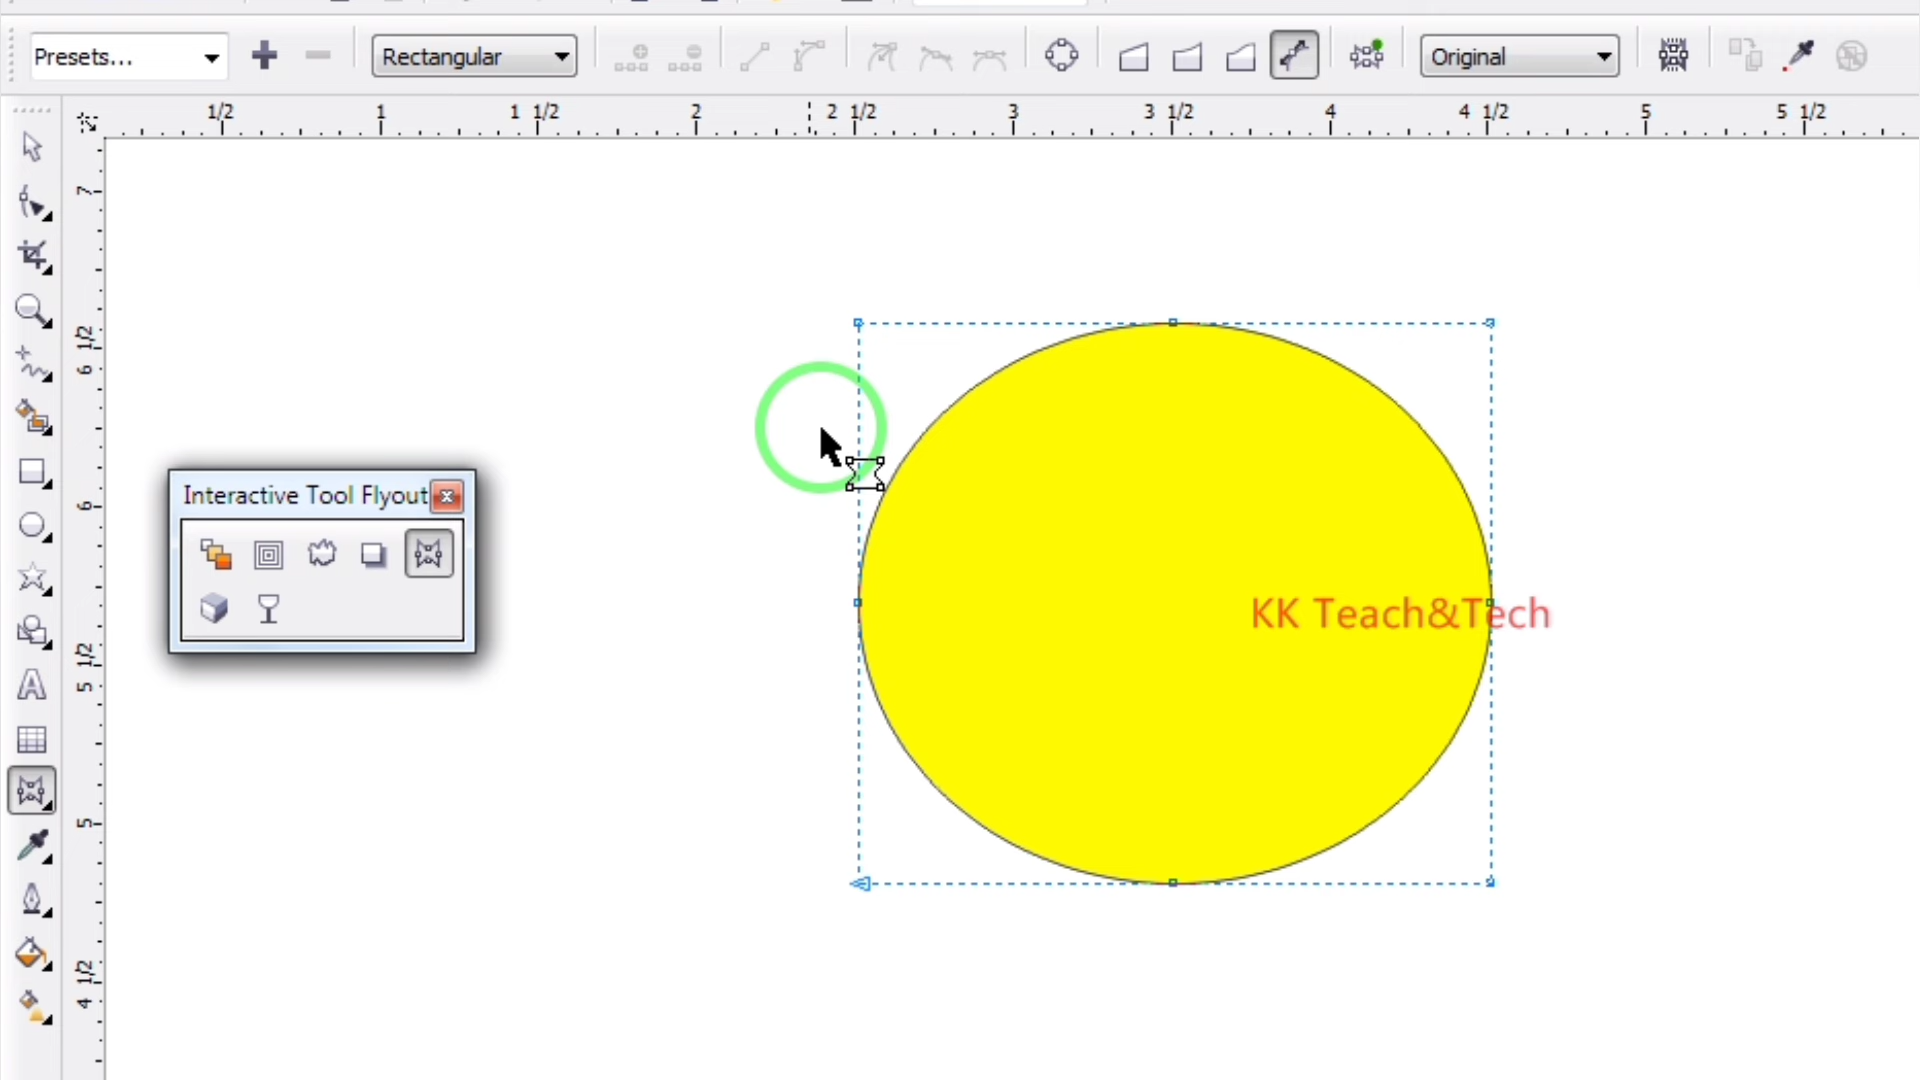 Presets...
Rectangular
Original
1/2 1 1 1/2 2 2 1/2 3 3 1/2 4 4 1/2 5 5 1/2
7
6 1/2
6
5 1/2
5
4 1/2
Interactive Tool Flyout
KK Teach&Tech